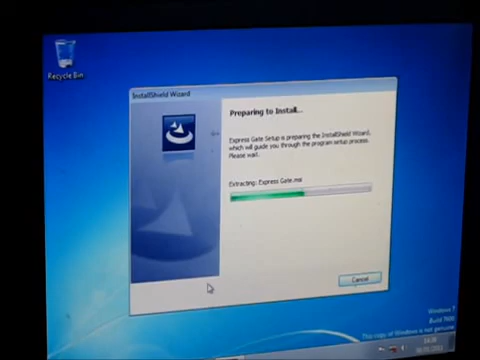 Recycle Bin
InstallShield Wizard
Preparing to Install...
Express Gate Setup is preparing the InstallShield Wizard,
which will guide you through the program setup process.
Please wait.
Extracting: Express Gate.msi
Cancel
Windows 7
Build 7600
This copy of Windows is not genuine